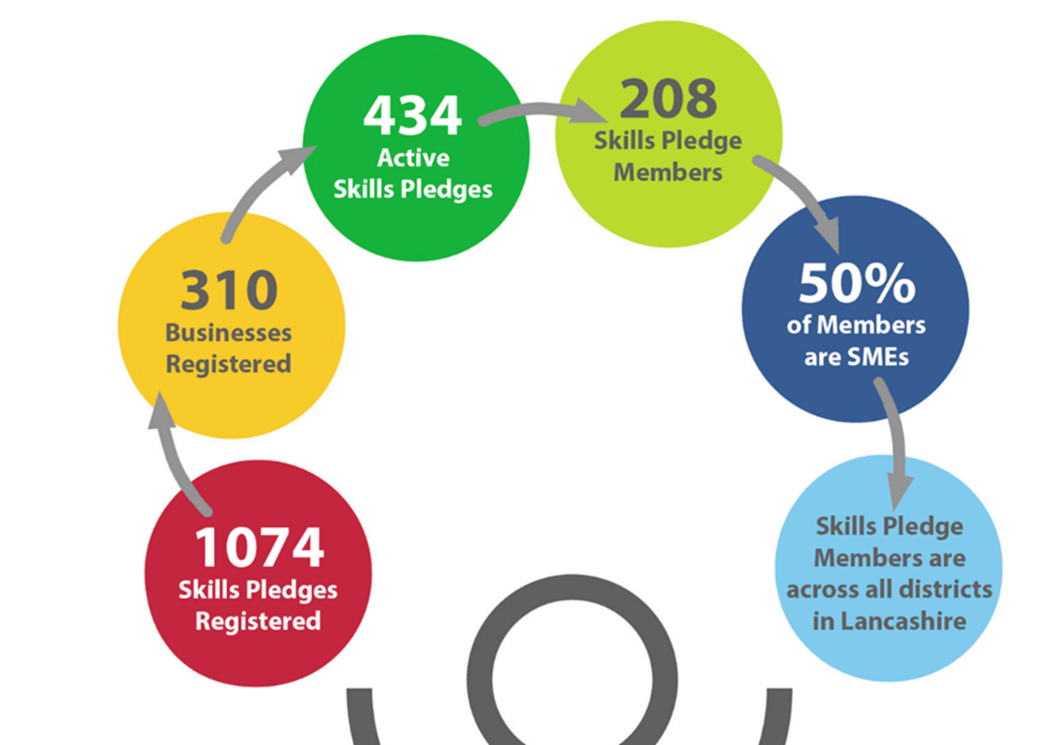 1074
Skills Pledges
Registered
310
Businesses
Registered
434
Active
Skills Pledges
208
Skills Pledge
Members
50%
of Members
are SMEs
Skills Pledge
Members are
across all districts
in Lancashire